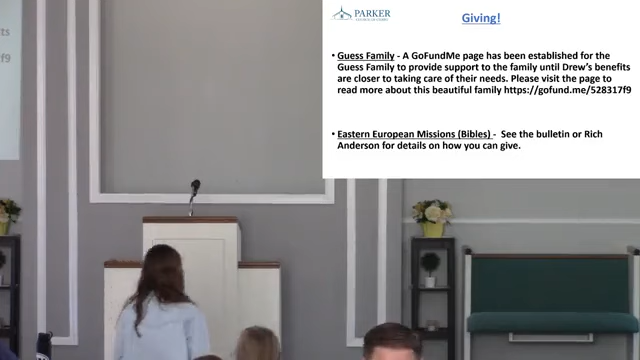 PARKER
Giving!
• Guess Family - A GoFundMe page has been established for the
Guess Family to provide support to the family until Drew's benefits
are closer to taking care of their needs. Please visit the page to
read more about this beautiful family https://gofund.me/528317f9
• Eastern European Missions (Bibles) - See the bulletin or Rich
Anderson for details on how you can give.
ts
f9